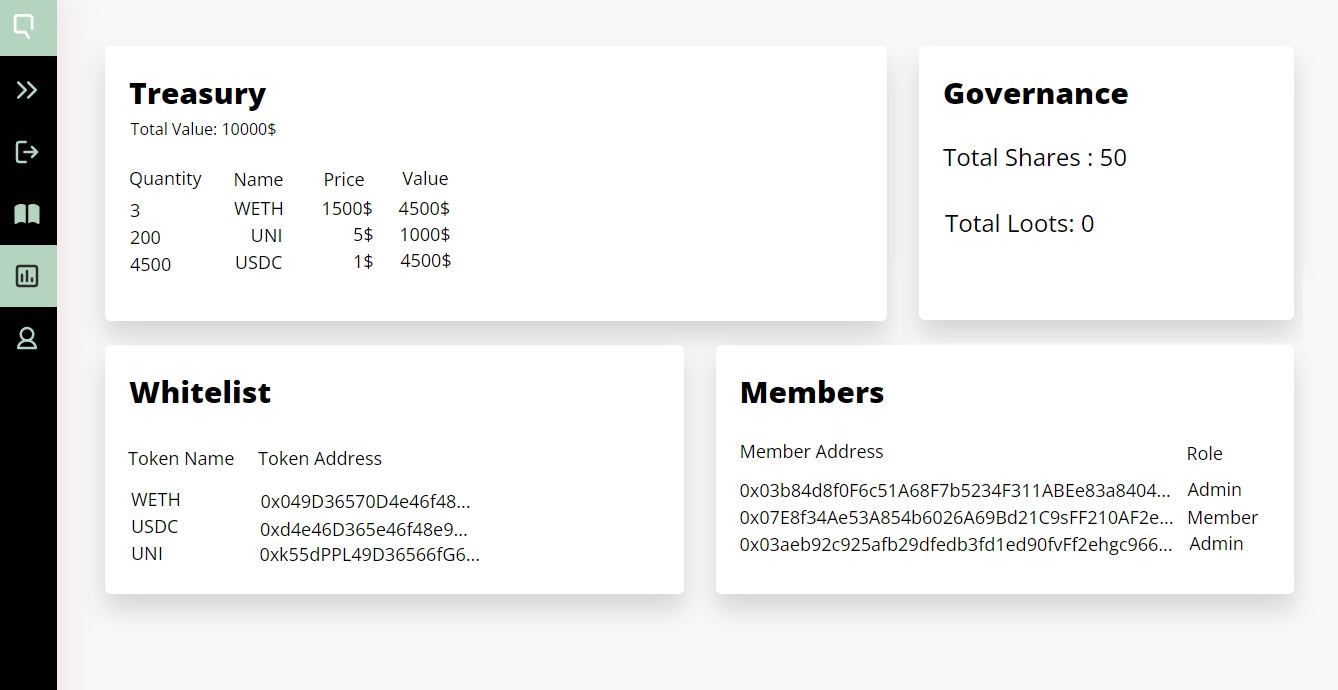 Treasury
Total Value: 10000$
Quantity Name Price Value
3 WETH 1500$ 4500$
200 UNI 5$ 1000$
4500 USDC 1$ 4500$
Governance
Total Shares : 50
Total Loots: 0
Whitelist
Token Name Token Address
WETH 0x049D36570D4e46f48...
USDC 0xd4e46D365e46f48e9...
UNI 0xk55dPPL49D36566fG6...
Members
Member Address Role
0x03b84d8f0F6c51A68F7b5234F311ABEe83a8404... Admin
0x07E8f34Ae53A854b6026A69Bd21C9sFF210AF2e... Member
0x03aeb92c925afb29dfedb3fd1ed90fvFf2ehgc966... Admin